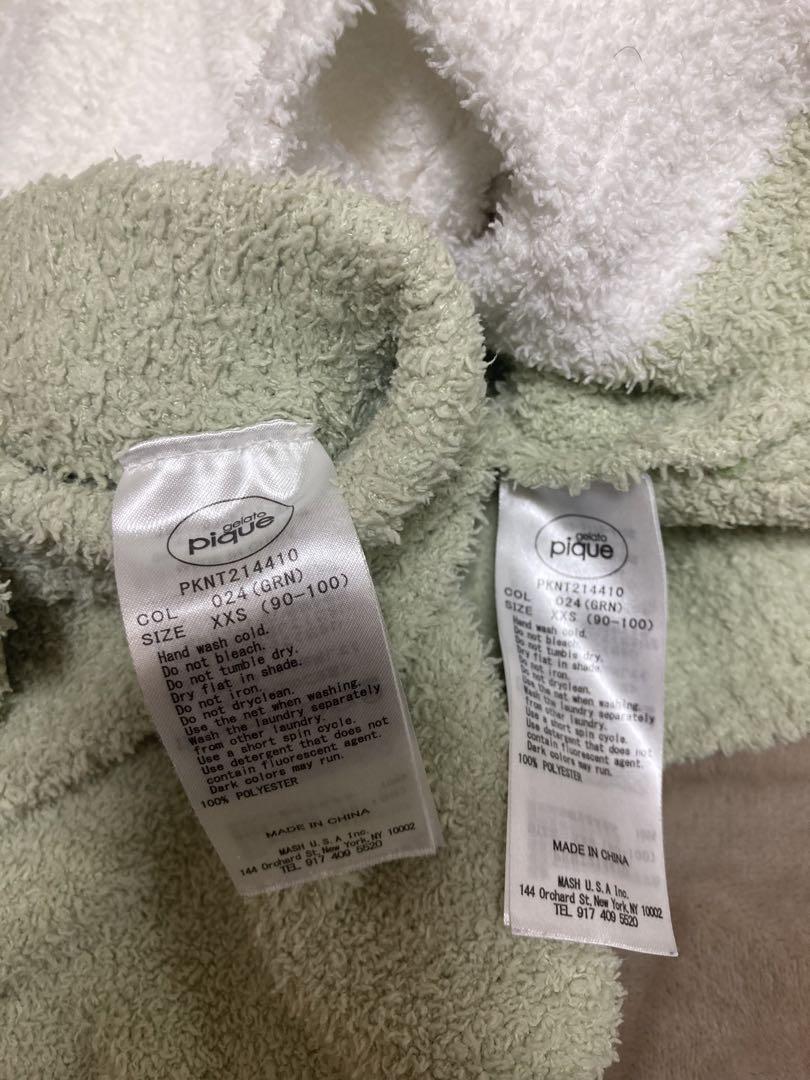 gelato
pique
PKNT214410
COL 024(GRN)
SIZE XXS (90-100)
Hand wash cold.
Do not bleach.
Do not tumble dry.
Dry flat in shade.
Do not iron.
Do not dryclean.
Use the net when washing.
Wash the laundry separately
from other laundry.
Use a short spin cycle.
Use detergent that does not
contain fluorescent agent.
Dark colors may run.
100% POLYESTER
MADE IN CHINA
MASH U.S.A Inc.
144 Orchard St,New York,NY 10002
TEL 917 409 5520
gelato
pique
PKNT214410
COL 024(GRN)
SIZE XXS (90-100)
Hand wash cold.
Do not bleach.
Do not tumble dry.
Dry flat in shade.
Do not iron.
Do not dryclean.
Use the net when washing.
Wash the laundry separately
from other laundry.
Use a short spin cycle.
Use detergent that does not
contain fluorescent agent.
Dark colors may run.
100% POLYESTER
MADE IN CHINA
MASH U.S.A Inc.
144 Orchard St,New York,NY 10002
TEL 917 409 5520